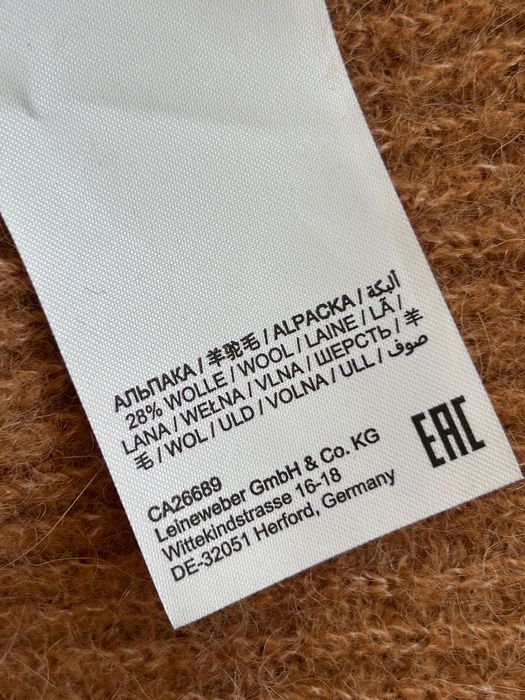 АЛЬПАКА / 羊驼毛 / ALPACKA / ألبكة
28% WOLLE / WOOL / LAINE / LÃ /
LANA / WEŁNA / VLNA / ШЕРСТЬ / 羊
毛 / WOL / ULD / VOLNA / ULL / صوف
CA26689
Leineweber GmbH & Co. KG
Wittekindstrasse 16-18
DE-32051 Herford, Germany
EAC